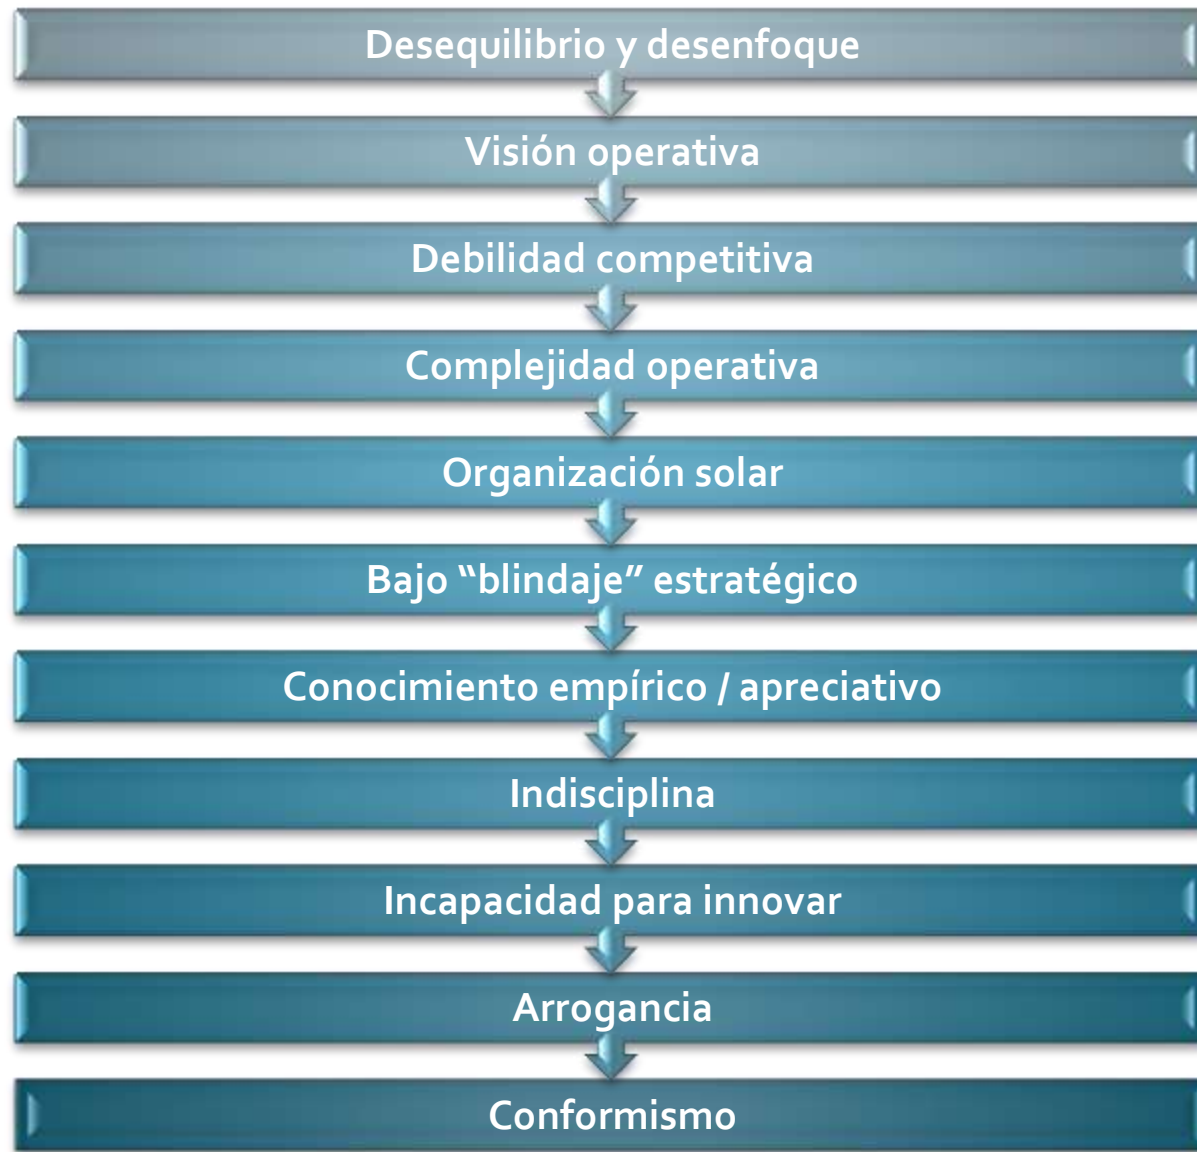 Desequilibrio y desenfoque
Visión operativa
Debilidad competitiva
Complejidad operativa
Organización solar
Bajo “blindaje” estratégico
Conocimiento empírico / apreciativo
Indisciplina
Incapacidad para innovar
Arrogancia
Conformismo